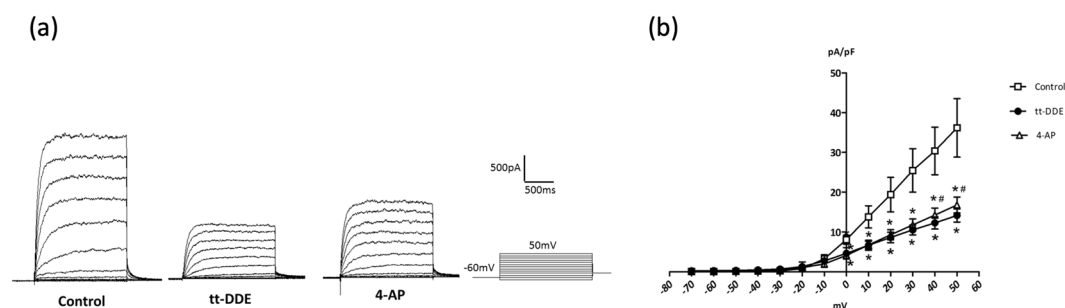 (a)
Control
tt-DDE
4-AP
500pA
500ms
50mV
-60mV
(b)
pA/pF
50
40
30
20
10
-80 -70 -60 -50 -40 -30 -20 -10 0 10 20 30 40 50 60
mV
Control
tt-DDE
4-AP
* * * * *# *#
* * * * * *